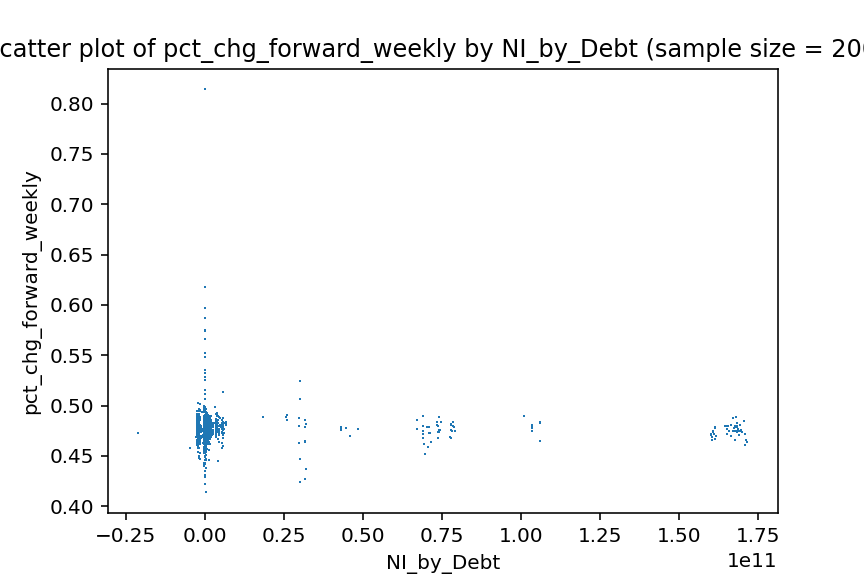 catter plot of pct_chg_forward_weekly by NI_by_Debt (sample size = 20
0.80
0.75
0.70
0.65
0.60
0.55
0.50
0.45
0.40
pct_chg_forward_weekly
−0.25 0.00 0.25 0.50 0.75 1.00 1.25 1.50 1.75
1e11
NI_by_Debt